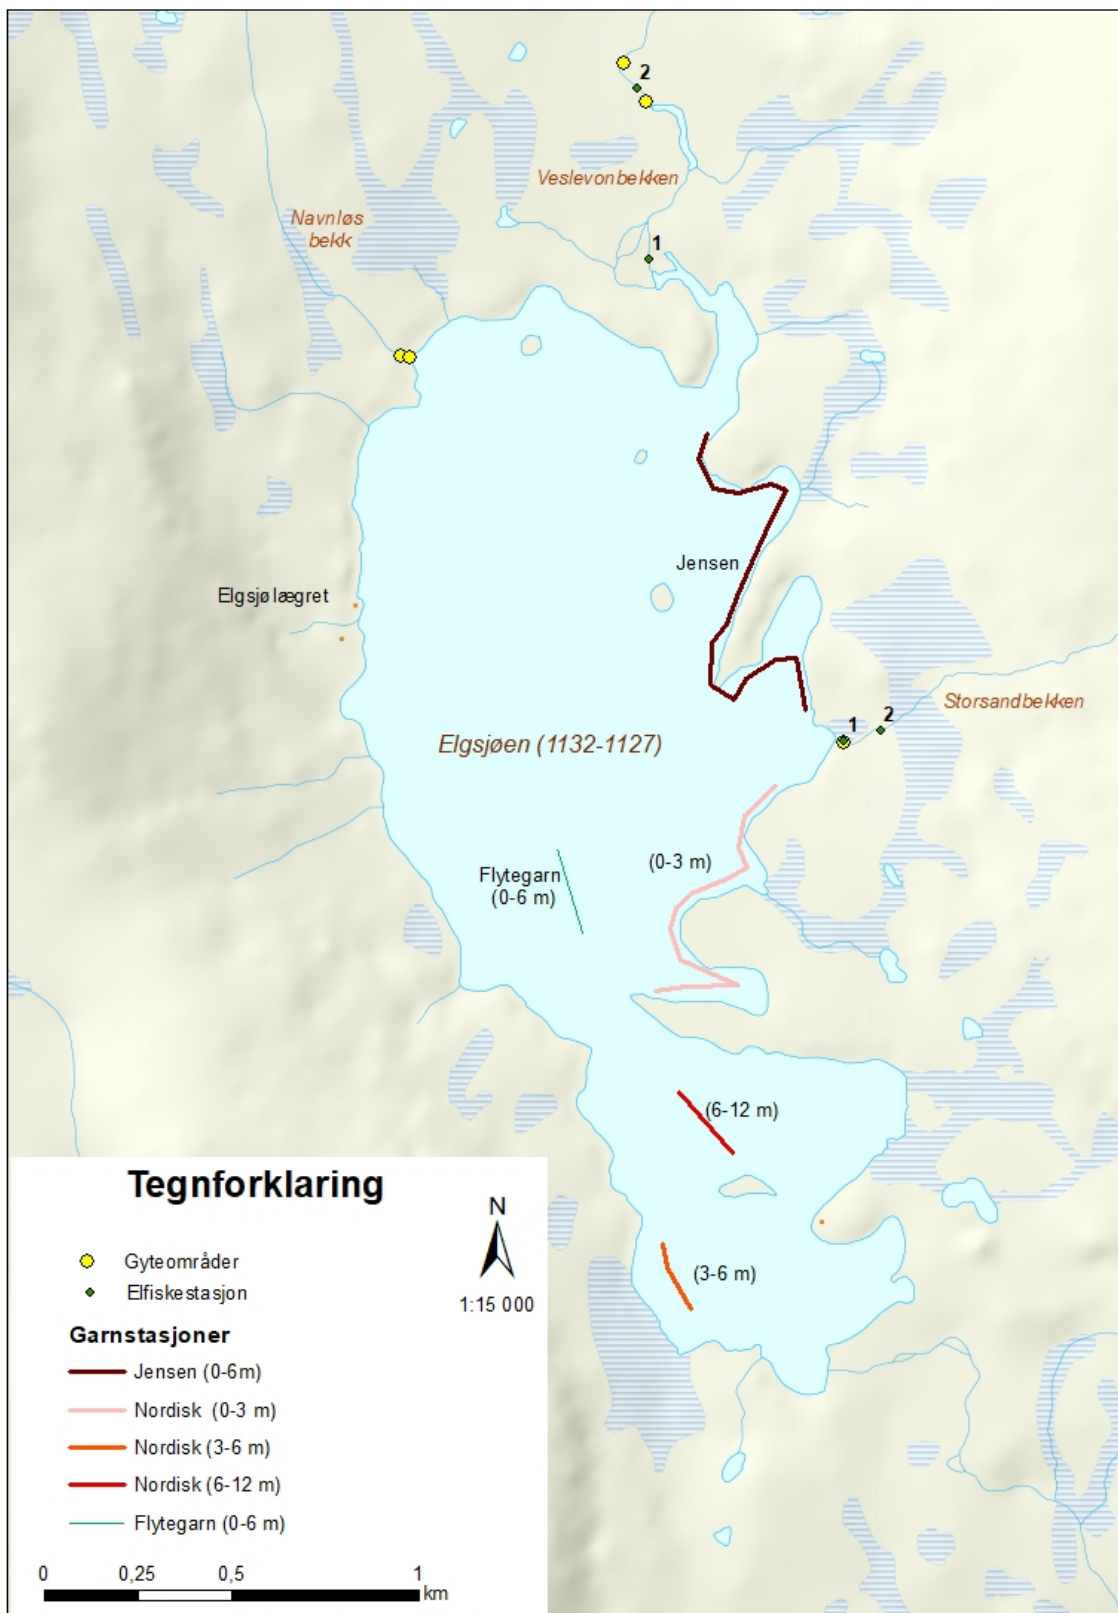 2
Veslevonbekken
Navnløs
bekk
1
Jensen
Elgsjølægret
Storsandbekken
1
2
Elgsjøen (1132-1127)
(0-3 m)
Flytegarn
(0-6 m)
(6-12 m)
(3-6 m)
Tegnforklaring
N
1:15 000
Gyteområder
Elfiskestasjon
Garnstasjoner
Jensen (0-6m)
Nordisk (0-3 m)
Nordisk (3-6 m)
Nordisk (6-12 m)
Flytegarn (0-6 m)
0 0,25 0,5 1
km